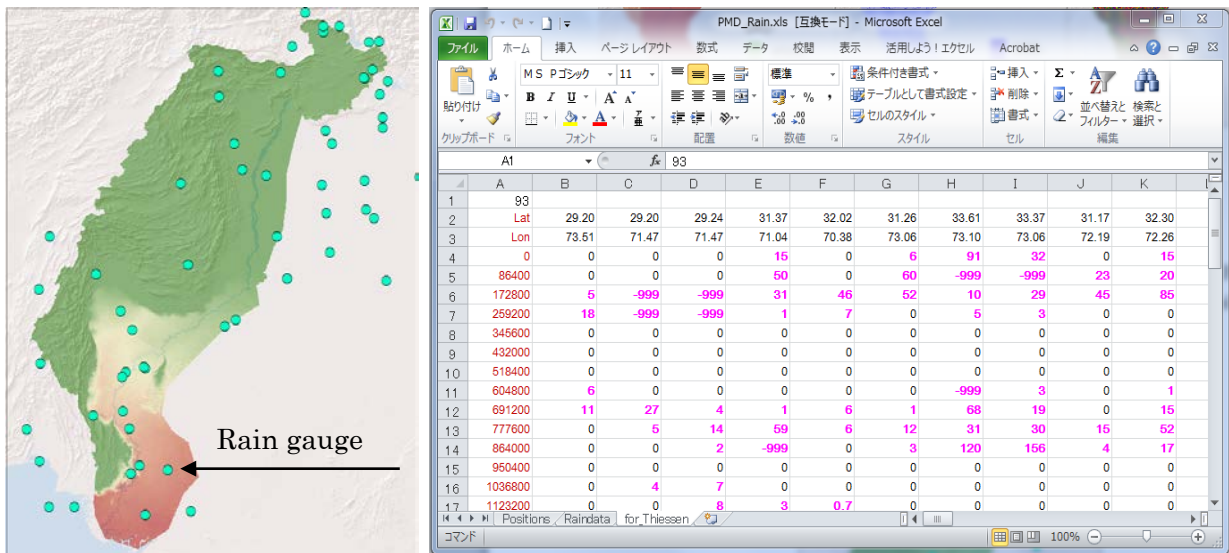 Rain gauge
PMD_Rain.xls [互換モード] - Microsoft Excel
ファイル ホーム 挿入 ページ レイアウト 数式 データ 校閲 表示 活用しよう！エクセル Acrobat
貼り付け
クリップボード
MS Pゴシック 11
B I U A A
A
フォント
配置
標準
% ,
数値
条件付き書式
テーブルとして書式設定
セルのスタイル
スタイル
挿入
削除
書式
セル
Σ
並べ替えと フィルター
検索と 選択
編集
A1 fx 93
A B C D E F G H I J K
1 93
2 Lat 29.20 29.20 29.24 31.37 32.02 31.26 33.61 33.37 31.17 32.30
3 Lon 73.51 71.47 71.47 71.04 70.38 73.06 73.10 73.06 72.19 72.26
4 0 0 0 0 15 0 6 91 32 0 15
5 86400 0 0 0 50 0 60 -999 -999 23 20
6 172800 5 -999 -999 31 46 52 10 29 45 85
7 259200 18 -999 -999 1 7 0 5 3 0 0
8 345600 0 0 0 0 0 0 0 0 0 0
9 432000 0 0 0 0 0 0 0 0 0 0
10 518400 0 0 0 0 0 0 0 0 0 0
11 604800 6 0 0 0 0 0 -999 3 0 1
12 691200 11 27 4 1 6 1 68 19 0 15
13 777600 0 5 14 59 6 12 31 30 15 52
14 864000 0 0 2 -999 0 3 120 156 4 17
15 950400 0 0 0 0 0 0 0 0 0 0
16 1036800 0 4 7 0 0 0 0 0 0 0
17 1123200 0 0 8 3 0.7 0 0 0 0 0
Positions Raindata for_Thiessen
コマンド 100%